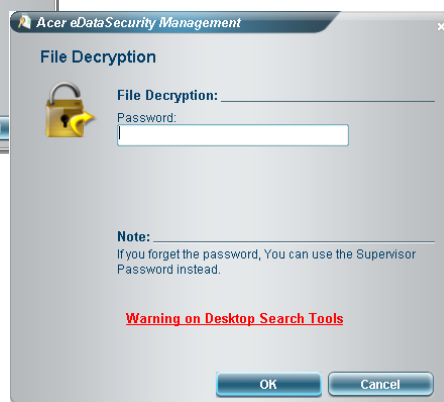 Acer eDataSecurity Management
File Decryption
File Decryption:
Password:
Note:
If you forget the password, You can use the Supervisor
Password instead.
Warning on Desktop Search Tools
OK Cancel